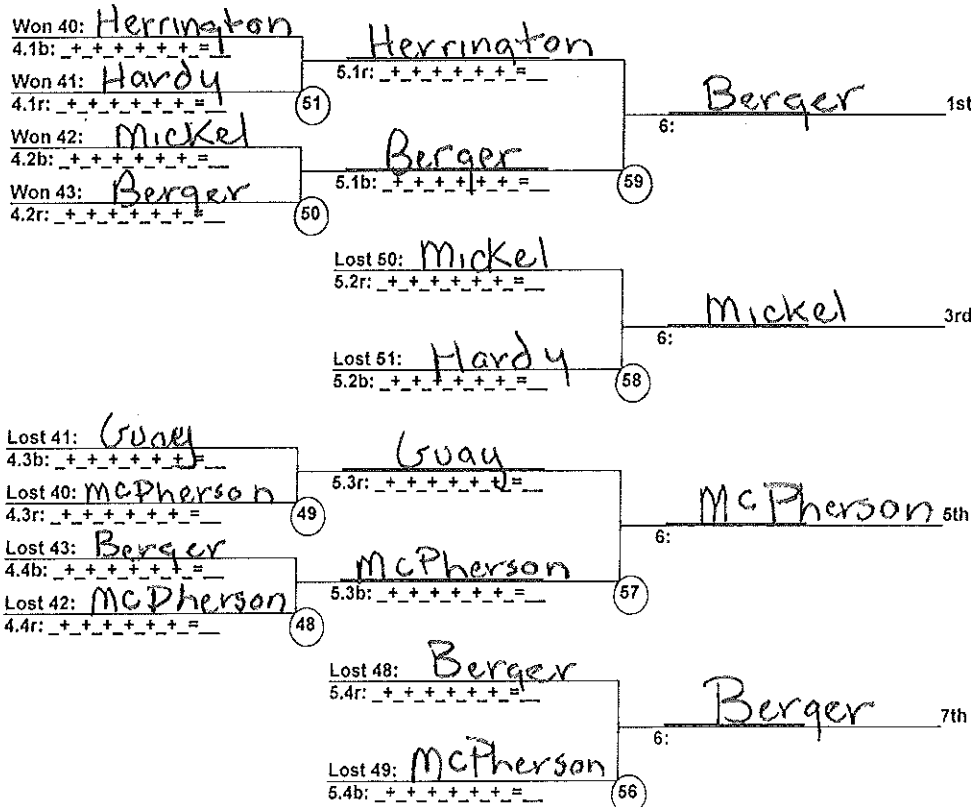 Won 40: Herrington
4.1b: _+_+_+_+_+_=__
Won 41: Hardy
4.1r: _+_+_+_+_+_=__
51
Won 42: Mickel
4.2b: _+_+_+_+_+_=__
Won 43: Berger
4.2r: _+_+_+_+_+_=__
50
Herrington
5.1r: _+_+_+_+_+_=__
Berger
5.1b: _+_+_+_+_+_=__
59
Berger 1st
6:
Lost 50: Mickel
5.2r: _+_+_+_+_+_=__
Lost 51: Hardy
5.2b: _+_+_+_+_+_=__
58
Mickel 3rd
6:
Lost 41: Guay
4.3b: _+_+_+_+_+_=__
Lost 40: McPherson
4.3r: _+_+_+_+_+_=__
49
Lost 43: Berger
4.4b: _+_+_+_+_+_=__
Lost 42: McPherson
4.4r: _+_+_+_+_+_=__
48
Guay
5.3r: _+_+_+_+_+_=__
McPherson
5.3b: _+_+_+_+_+_=__
57
McPherson 5th
6:
Lost 48: Berger
5.4r: _+_+_+_+_+_=__
Lost 49: McPherson
5.4b: _+_+_+_+_+_=__
56
Berger 7th
6: